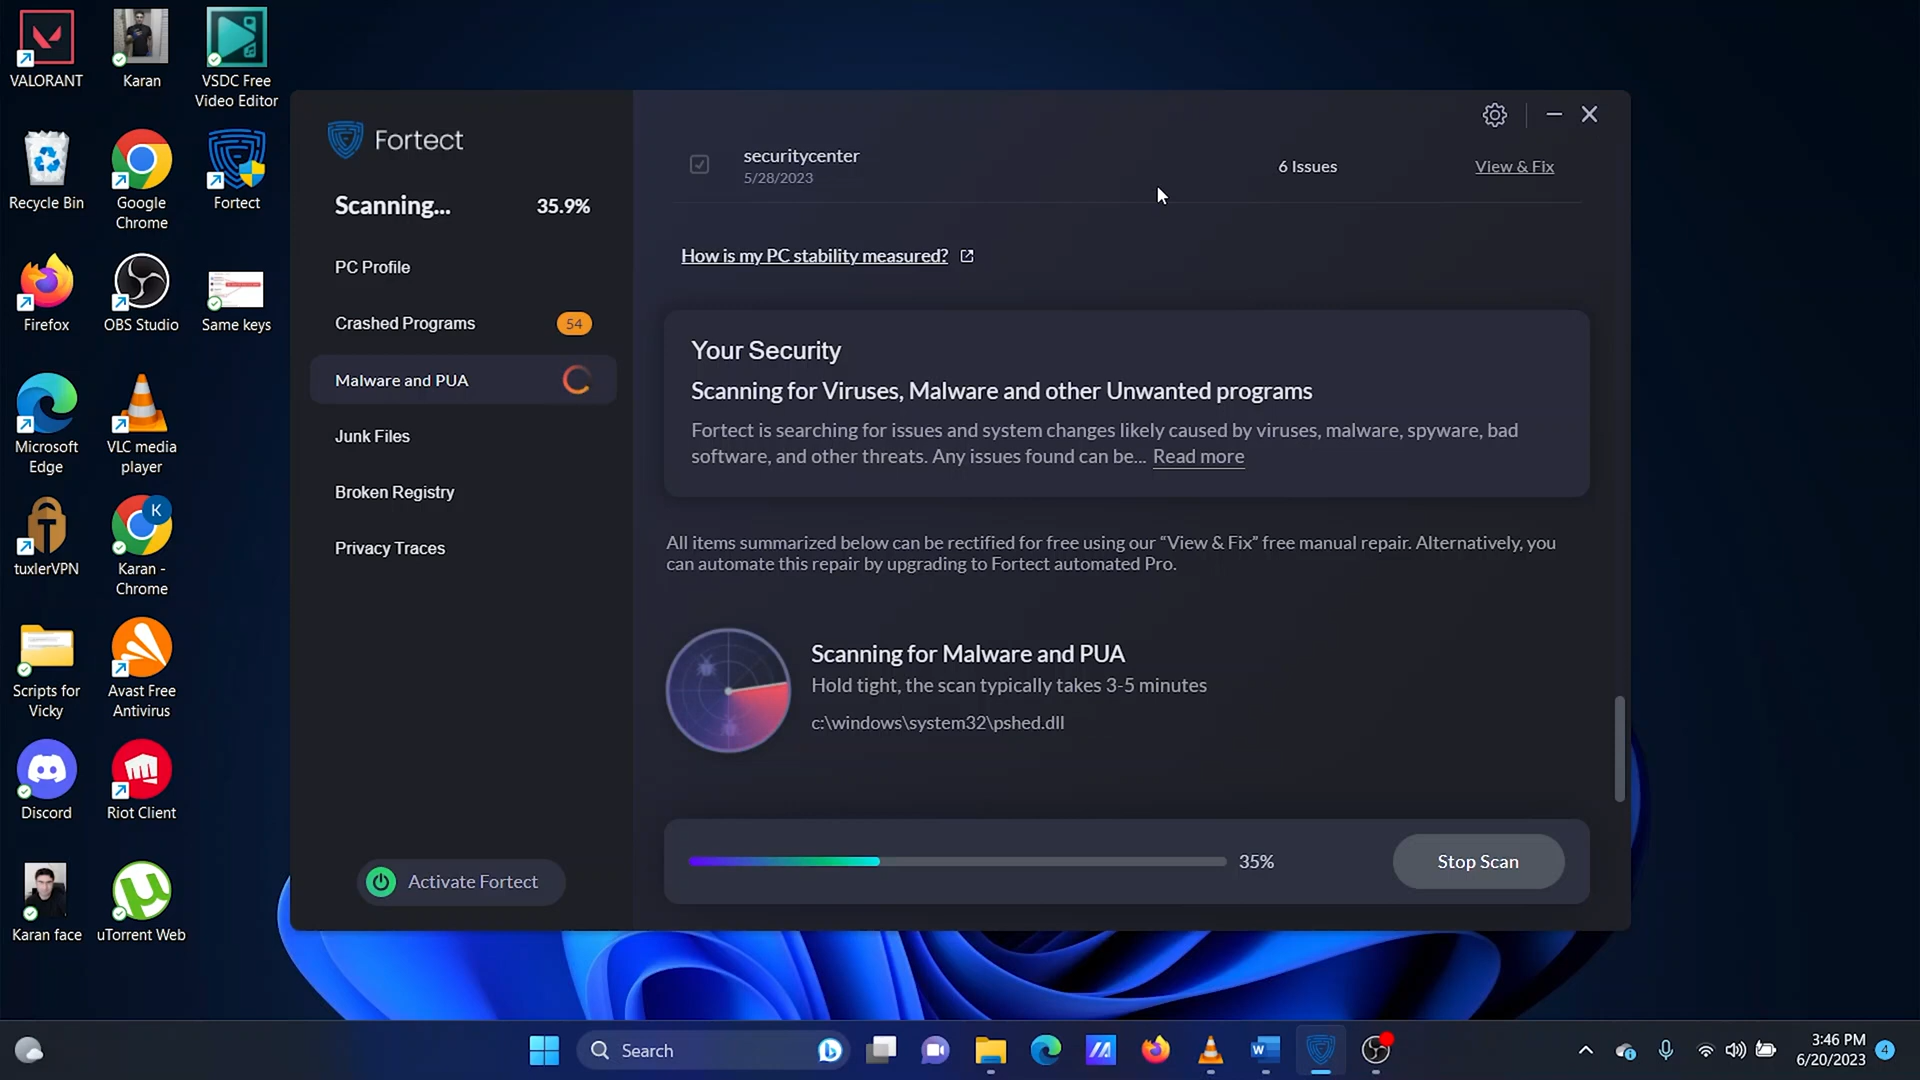 VALORANT
Karan
VSDC Free
Video Editor
Recycle Bin
Google
Chrome
Fortect
Firefox
OBS Studio
Same keys
Microsoft
Edge
VLC media
player
tuxlerVPN
K
Karan -
Chrome
Scripts for
Vicky
Avast Free
Antivirus
Discord
Riot Client
Karan face
uTorrent Web
Fortect
Scanning...
35.9%
PC Profile
Crashed Programs
54
Malware and PUA
Junk Files
Broken Registry
Privacy Traces
Activate Fortect
securitycenter
5/28/2023
6 Issues
View & Fix
How is my PC stability measured?
Your Security
Scanning for Viruses, Malware and other Unwanted programs
Fortect is searching for issues and system changes likely caused by viruses, malware, spyware, bad
software, and other threats. Any issues found can be... Read more
All items summarized below can be rectified for free using our “View & Fix” free manual repair. Alternatively, you
can automate this repair by upgrading to Fortect automated Pro.
Scanning for Malware and PUA
Hold tight, the scan typically takes 3-5 minutes
c:\windows\system32\pshed.dll
35%
Stop Scan
Search
3:46 PM
6/20/2023
4